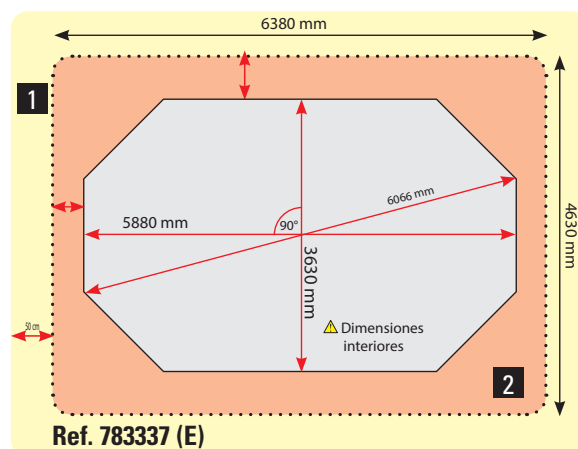 6380 mm
1
6066 mm
5880 mm
90°
4630 mm
3630 mm
50 cm
Dimensiones
interiores
2
Ref. 783337 (E)